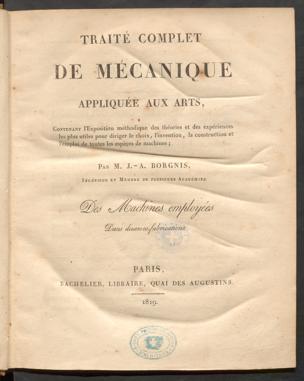 TRAITÉ COMPLET
DE MÉCANIQUE
APPLIQUÉE AUX ARTS,
Contenant l'Exposition méthodique des théories et des expériences
les plus utiles pour diriger le choix, l'invention, la construction et
l'emploi de toutes les espèces de machines ;
Par M. J.-A. BORGNIS,
Ingénieur et Membre de plusieurs Académies.
Des Machines employées
Dans diverses fabrications
PARIS,
BACHELIER, LIBRAIRE, QUAI DES AUGUSTINS.
1819.